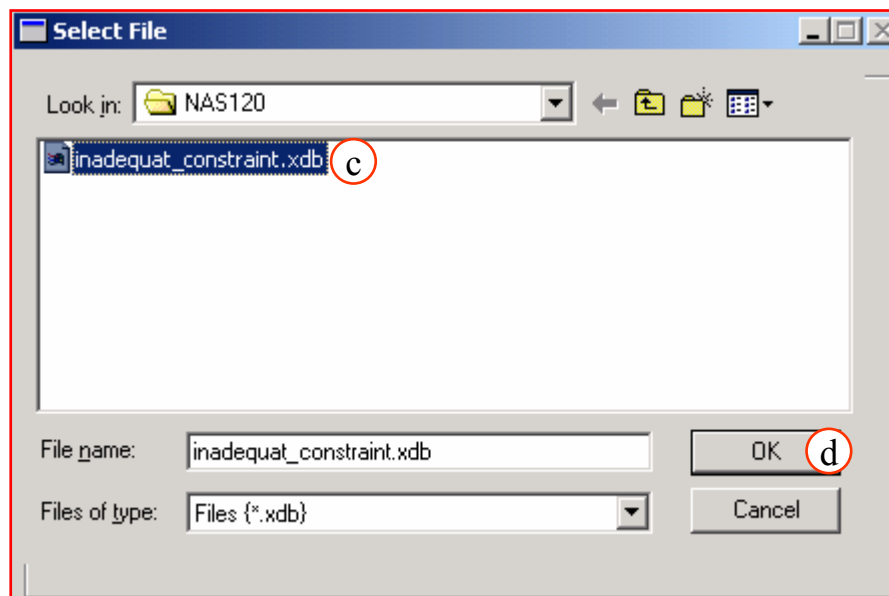 Select File
Look in: NAS120
inadequat_constraint.xdb c
File name: inadequat_constraint.xdb OK d
Files of type: Files {*.xdb} Cancel